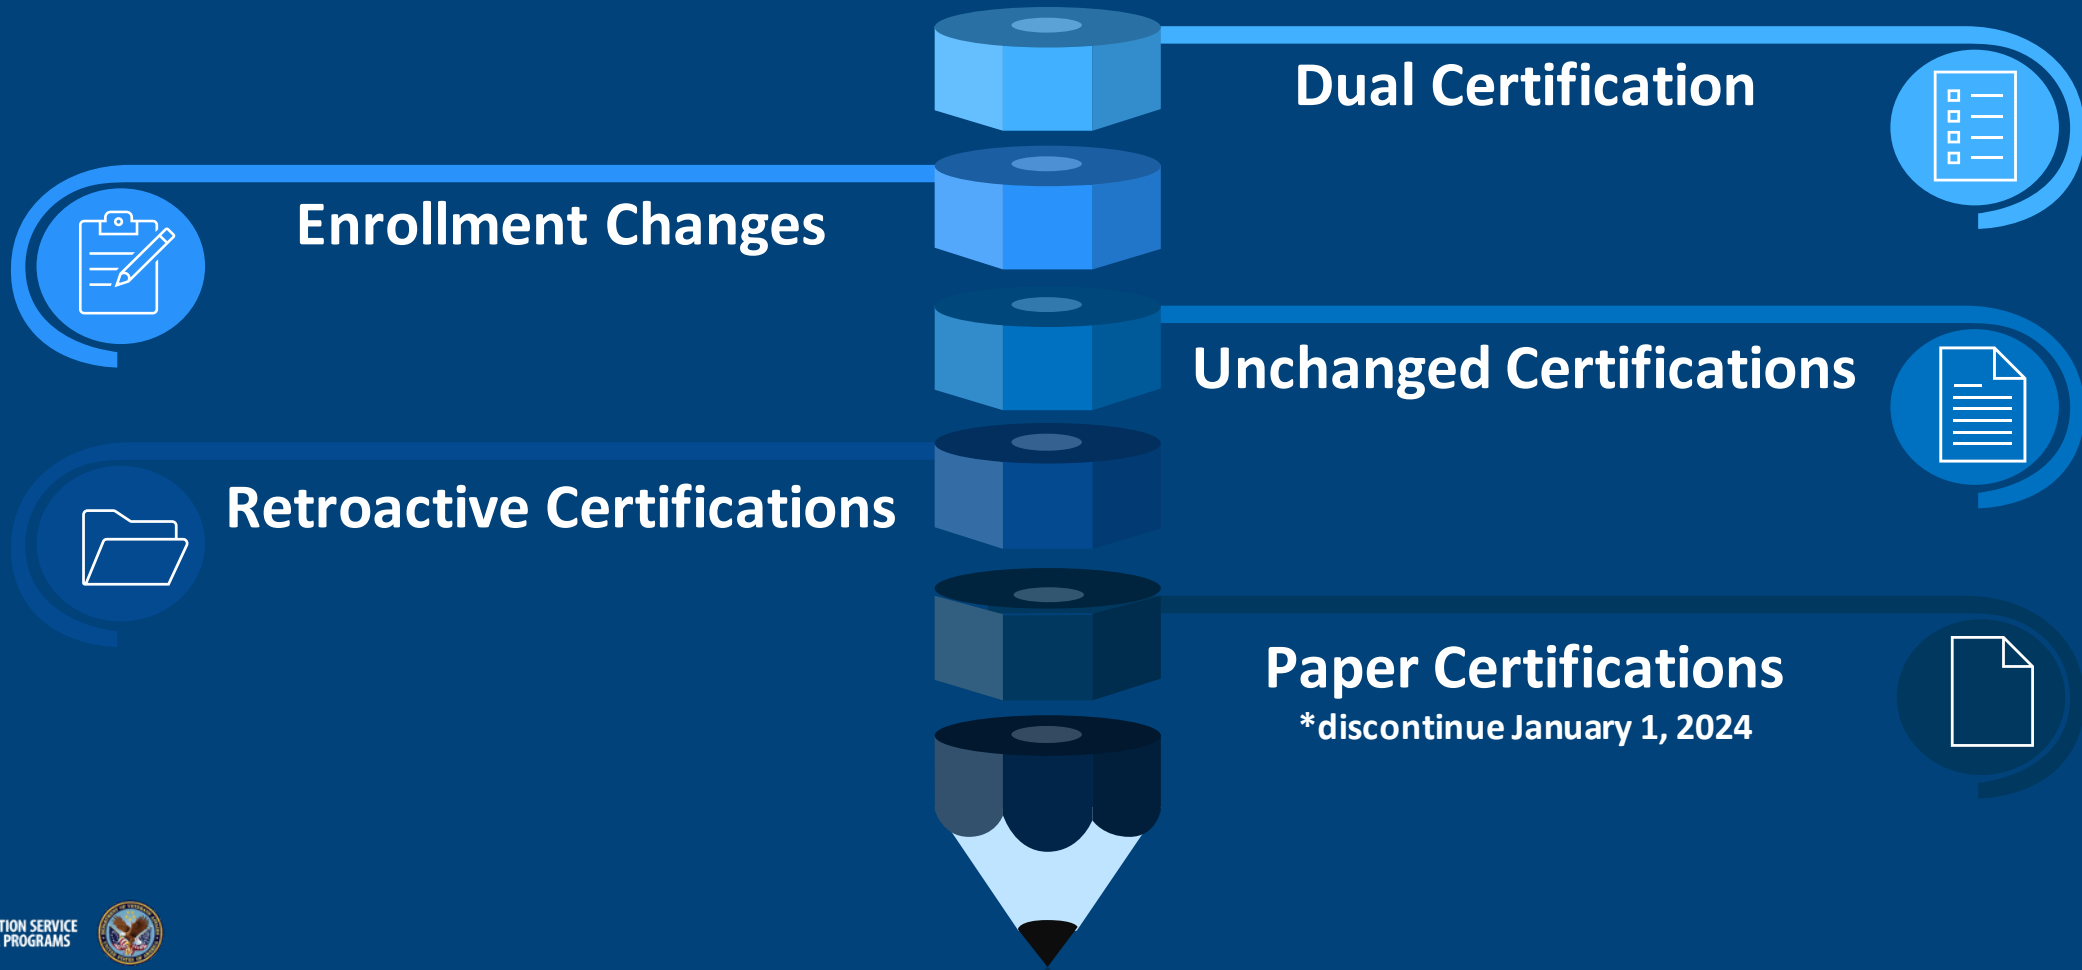 Dual Certification
Enrollment Changes
Unchanged Certifications
Retroactive Certifications
Paper Certifications
*discontinue January 1, 2024
TION SERVICE
PROGRAMS